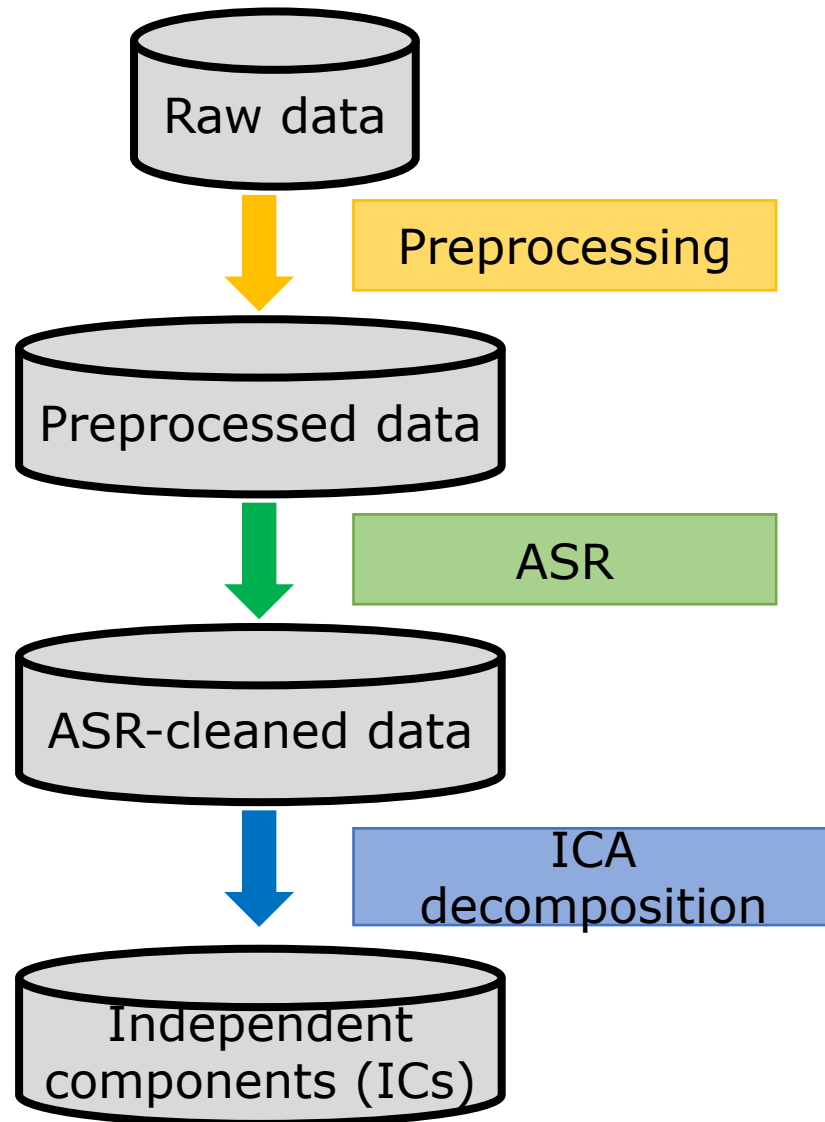 Raw data
Preprocessing
Preprocessed data
ASR
ASR-cleaned data
ICA
decomposition
Independent
components (ICs)